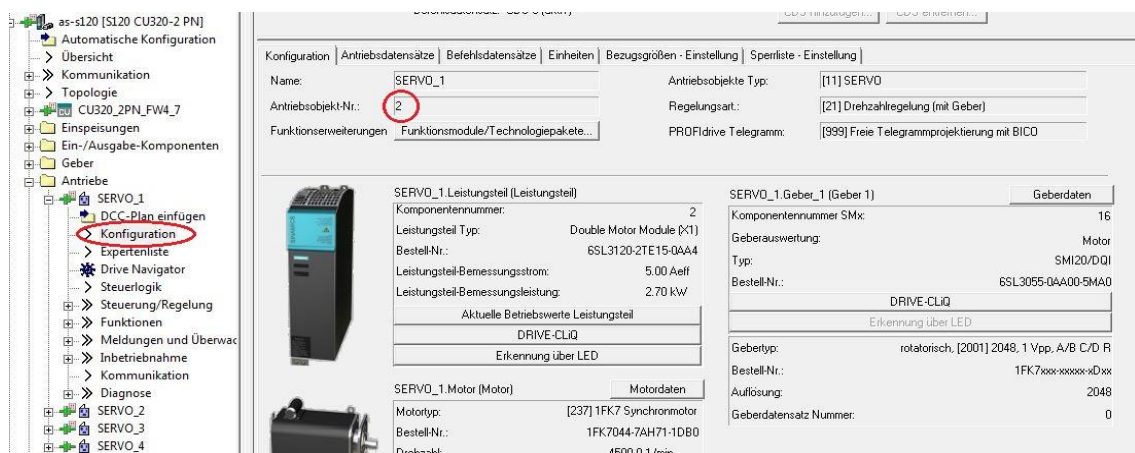 as-s120 [S120 CU320-2 PN]
Automatische Konfiguration
Übersicht
Kommunikation
Topologie
CU320_2PN_FW4_7
Einspeisungen
Ein-/Ausgabe-Komponenten
Geber
Antriebe
SERVO_1
DCC-Plan einfügen
Konfiguration
Expertenliste
Drive Navigator
Steuerlogik
Steuerung/Regelung
Funktionen
Meldungen und Überwac
Inbetriebnahme
Kommunikation
Diagnose
SERVO_2
SERVO_3
SERVO_4
Konfiguration Antriebsdatensätze Befehlsdatensätze Einheiten Bezugsgrößen - Einstellung Sperrliste - Einstellung
Name: SERVO_1 Antriebsobjekte Typ: [11] SERVO
Antriebsobjekt-Nr.: 2 Regelungsart.: [21] Drehzahlregelung (mit Geber)
Funktionserweiterungen Funktionsmodule/Technologiepakete... PROFIdrive Telegramm: [999] Freie Telegrammprojektierung mit BICO
SERVO_1.Leistungsteil (Leistungsteil)
Komponentennummer: 2
Leistungsteil Typ: Double Motor Module (X1)
Bestell-Nr.: 6SL3120-2TE15-0AA4
Leistungsteil-Bemessungsstrom: 5.00 Aeff
Leistungsteil-Bemessungsleistung: 2.70 kW
Aktuelle Betriebswerte Leistungsteil
DRIVE-CLiQ
Erkennung über LED
SERVO_1.Motor (Motor) Motordaten
Motortyp: [237] 1FK7 Synchronmotor
Bestell-Nr.: 1FK7044-7AH71-1DB0
Drehzahl: 4500.0 1/min
SERVO_1.Geber_1 (Geber 1) Geberdaten
Komponentennummer SMx: 16
Geberauswertung: Motor
Typ: SMI20/DQI
Bestell-Nr.: 6SL3055-0AA00-5MA0
DRIVE-CLiQ
Erkennung über LED
Gebertyp: rotatorisch, [2001] 2048, 1 Vpp, A/B C/D R
Bestell-Nr.: 1FK7xxx-xxxxx-xDxx
Auflösung: 2048
Geberdatensatz Nummer: 0